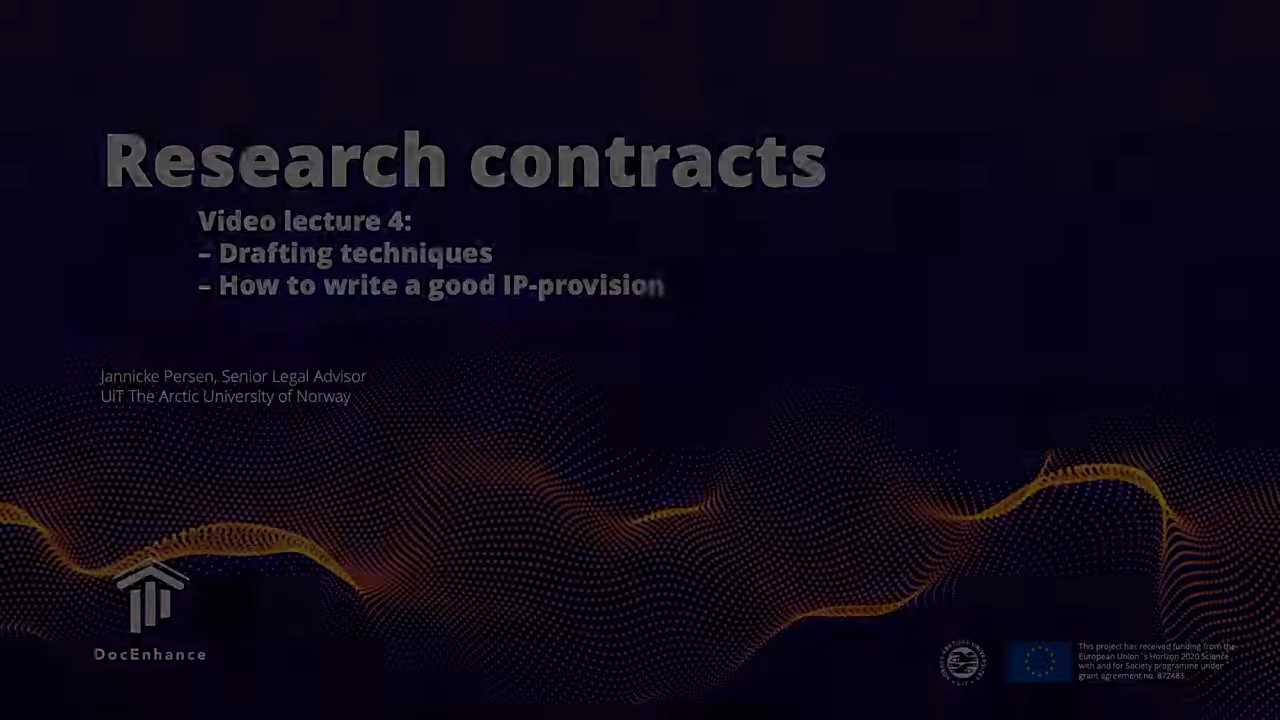 Research contracts
Video lecture 4:
– Drafting techniques
– How to write a good IP-provision
Jannicke Persen, Senior Legal Advisor
UiT The Arctic University of Norway
DocEnhance
This project has received funding from the
European Union`s Horizon 2020 Science
with and for Society programme under
grant agreement no. 872483